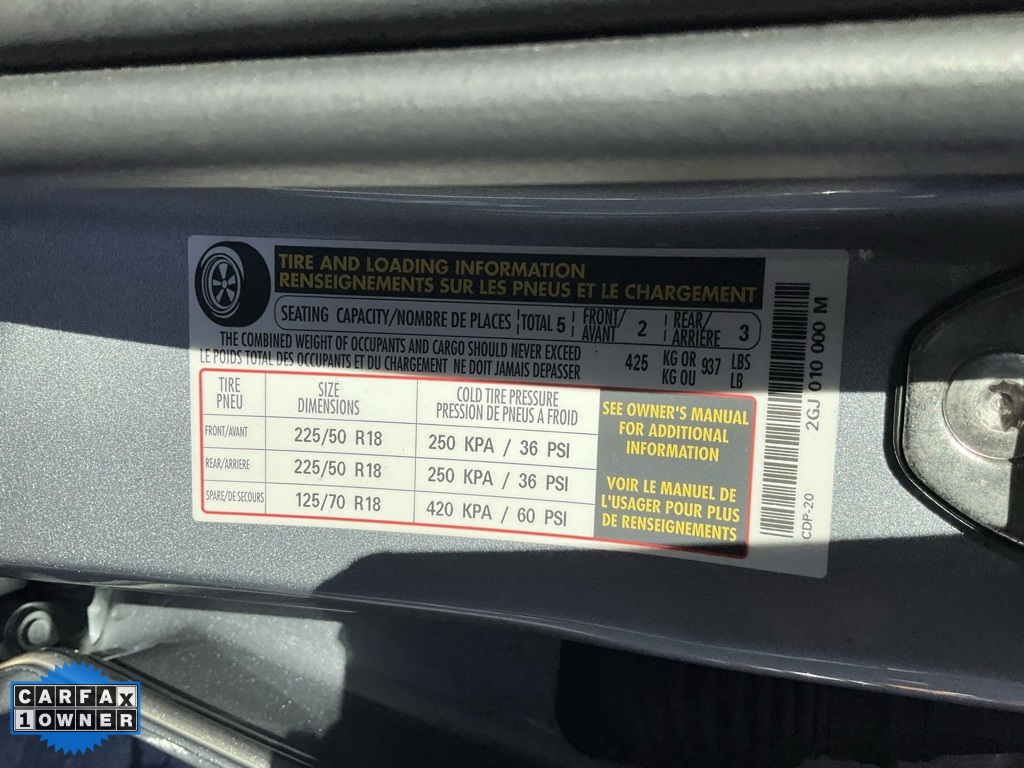 TIRE AND LOADING INFORMATION
RENSEIGNEMENTS SUR LES PNEUS ET LE CHARGEMENT
SEATING CAPACITY/NOMBRE DE PLACES TOTAL 5 FRONT/AVANT 2 REAR/ARRIÈRE 3
THE COMBINED WEIGHT OF OCCUPANTS AND CARGO SHOULD NEVER EXCEED
LE POIDS TOTAL DES OCCUPANTS ET DU CHARGEMENT NE DOIT JAMAIS DEPASSER
425 KG OR 937 LBS
KG OU LB
TIRE SIZE COLD TIRE PRESSURE
PNEU DIMENSIONS PRESSION DE PNEUS A FROID
FRONT/AVANT 225/50 R18 250 KPA / 36 PSI
REAR/ARRIERE 225/50 R18 250 KPA / 36 PSI
SPARE/DE SECOURS 125/70 R18 420 KPA / 60 PSI
SEE OWNER'S MANUAL
FOR ADDITIONAL
INFORMATION
VOIR LE MANUEL DE
L'USAGER POUR PLUS
DE RENSEIGNEMENTS
2GJ 010 000 M
CDP-20
CARFAX
1 OWNER